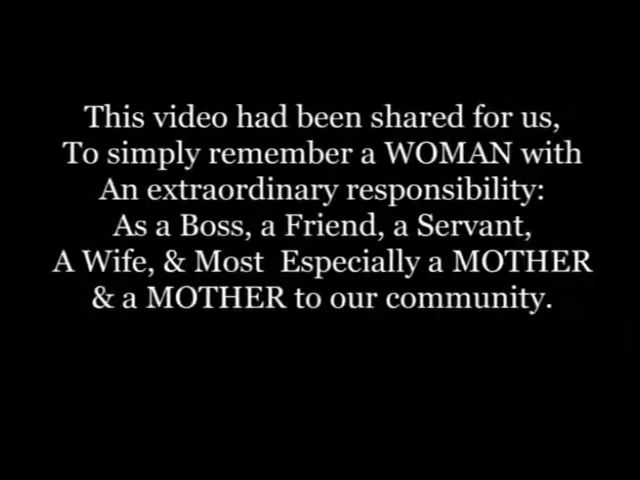 This video had been shared for us,
To simply remember a WOMAN with
An extraordinary responsibility:
As a Boss, a Friend, a Servant,
A Wife, & Most  Especially a MOTHER
& a MOTHER to our community.